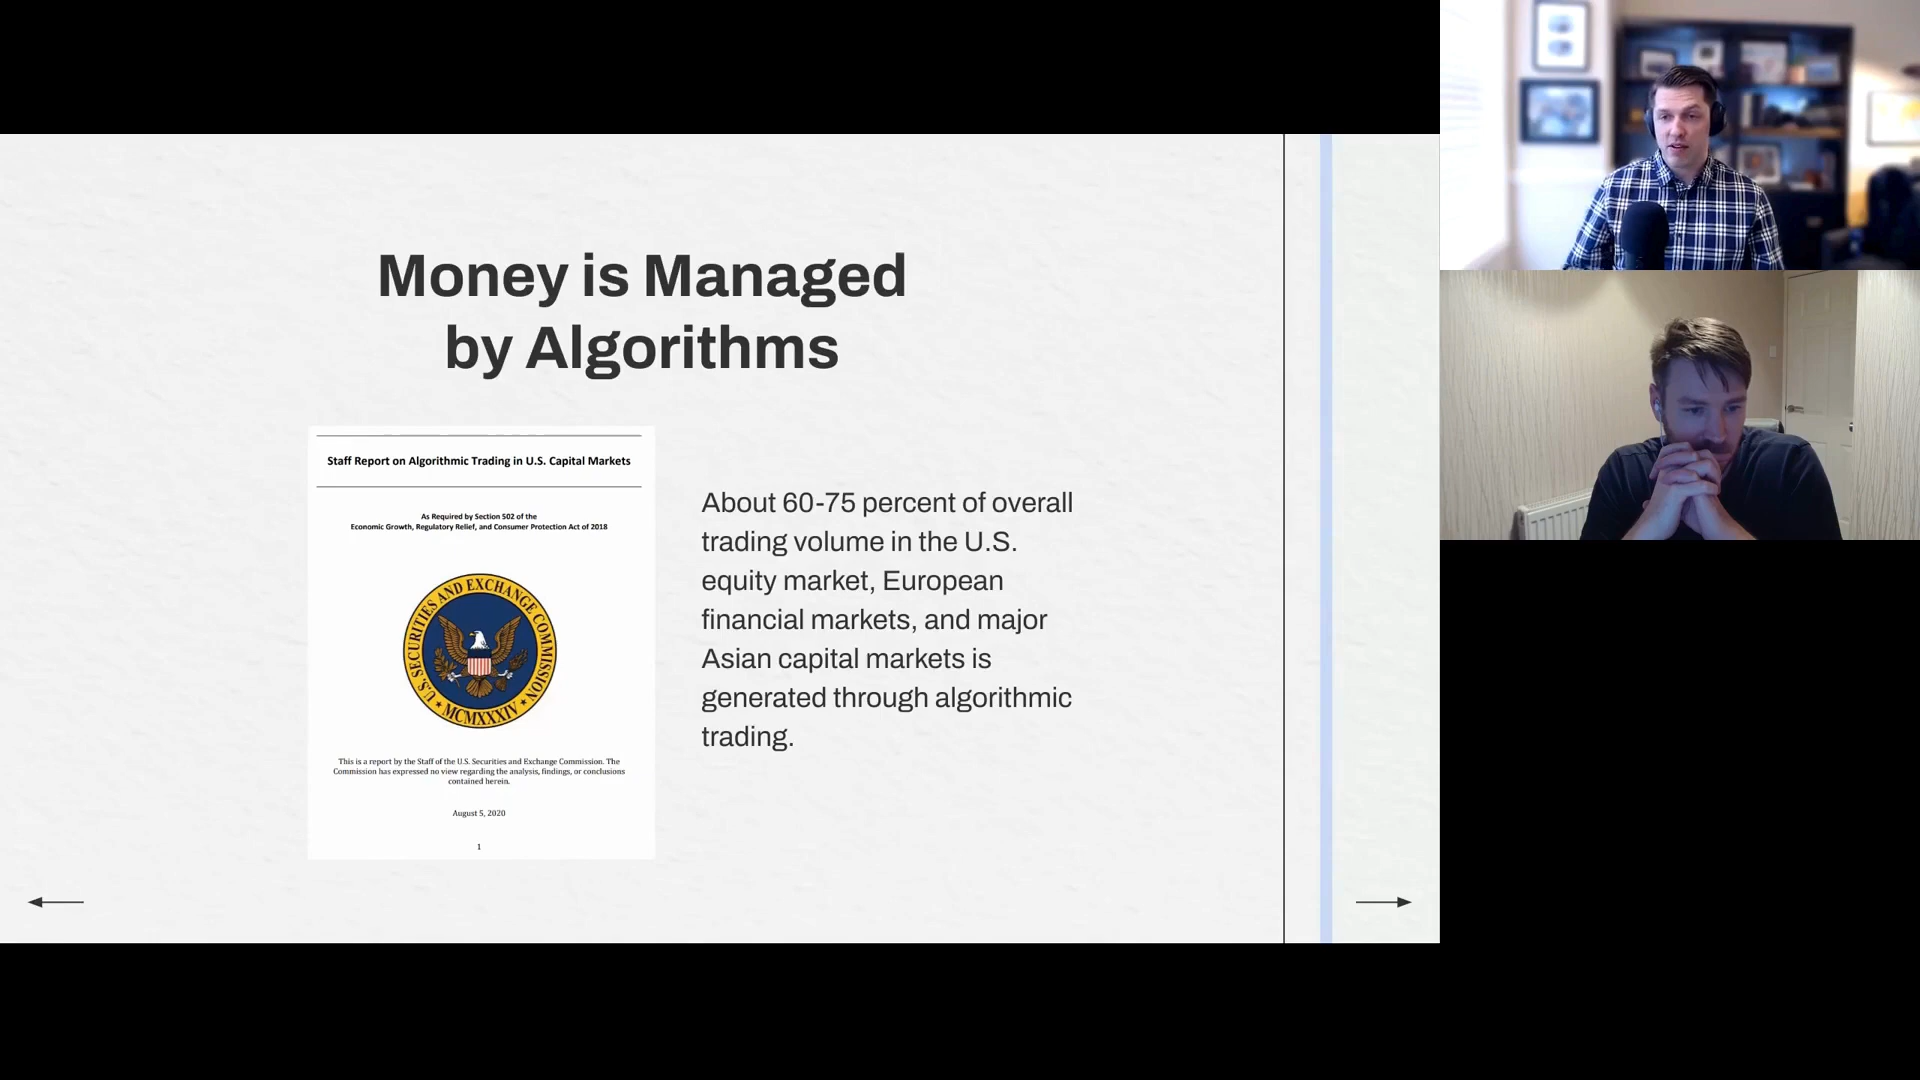 Money is Managed
by Algorithms
Staff Report on Algorithmic Trading in U.S. Capital Markets
As Required by Section 502 of the
Economic Growth, Regulatory Relief, and Consumer Protection Act of 2018
U.S. SECURITIES AND EXCHANGE COMMISSION
MCMXXXIV
This is a report by the Staff of the U.S. Securities and Exchange Commission. The
Commission has expressed no view regarding the analysis, findings, or conclusions
contained herein.
August 5, 2020
1
About 60-75 percent of overall
trading volume in the U.S.
equity market, European
financial markets, and major
Asian capital markets is
generated through algorithmic
trading.